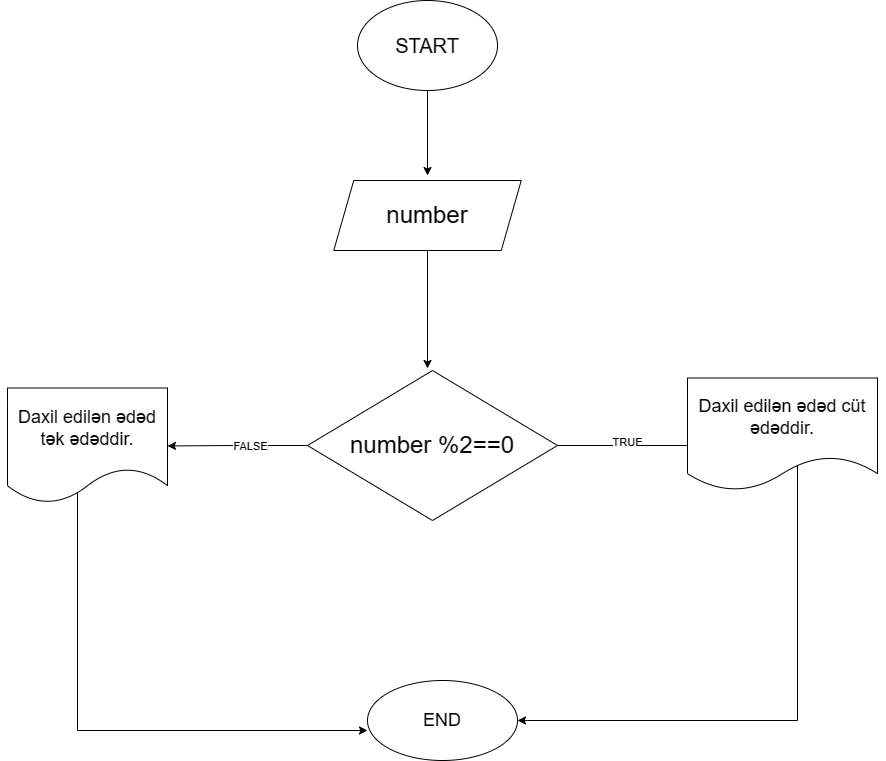 START
number
number %2==0
FALSE
TRUE
Daxil edilən ədəd
tək ədəddir.
Daxil edilən ədəd cüt
ədəddir.
END